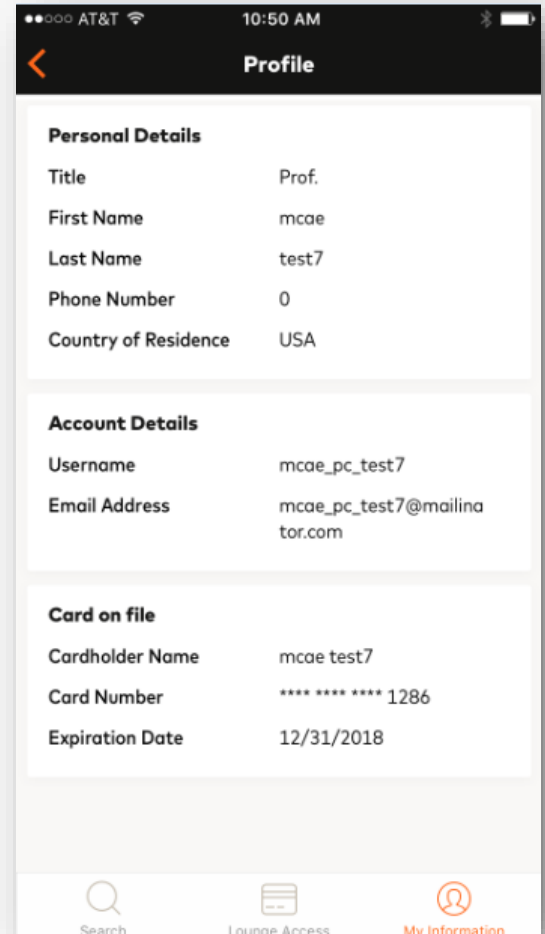 AT&T 10:50 AM
Profile
Personal Details
Title Prof.
First Name mcae
Last Name test7
Phone Number 0
Country of Residence USA
Account Details
Username mcae_pc_test7
Email Address mcae_pc_test7@mailina
tor.com
Card on file
Cardholder Name mcae test7
Card Number **** **** **** 1286
Expiration Date 12/31/2018
Search Lounge Access My Information